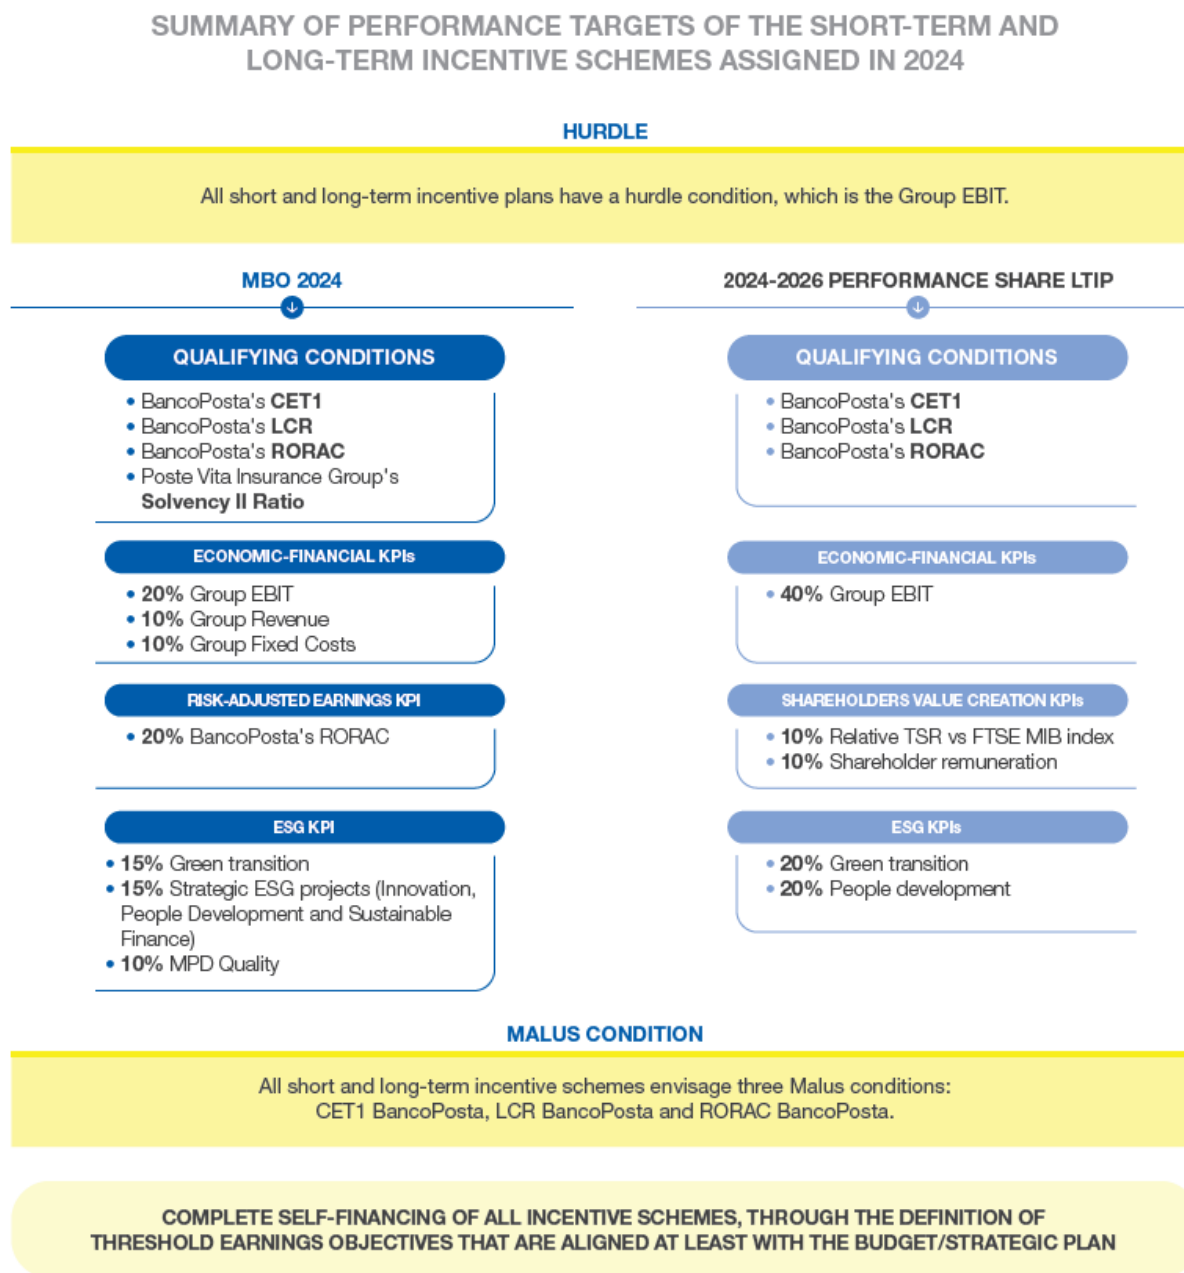 SUMMARY OF PERFORMANCE TARGETS OF THE SHORT-TERM AND
LONG-TERM INCENTIVE SCHEMES ASSIGNED IN 2024
HURDLE
All short and long-term incentive plans have a hurdle condition, which is the Group EBIT.
MBO 2024
QUALIFYING CONDITIONS
• BancoPosta's CET1
• BancoPosta's LCR
• BancoPosta's RORAC
• Poste Vita Insurance Group's
Solvency II Ratio
ECONOMIC-FINANCIAL KPIs
• 20% Group EBIT
• 10% Group Revenue
• 10% Group Fixed Costs
RISK-ADJUSTED EARNINGS KPI
• 20% BancoPosta's RORAC
ESG KPI
• 15% Green transition
• 15% Strategic ESG projects (Innovation,
People Development and Sustainable
Finance)
• 10% MPD Quality
2024-2026 PERFORMANCE SHARE LTIP
QUALIFYING CONDITIONS
• BancoPosta's CET1
• BancoPosta's LCR
• BancoPosta's RORAC
ECONOMIC-FINANCIAL KPIs
• 40% Group EBIT
SHAREHOLDERS VALUE CREATION KPIs
• 10% Relative TSR vs FTSE MIB index
• 10% Shareholder remuneration
ESG KPIs
• 20% Green transition
• 20% People development
MALUS CONDITION
All short and long-term incentive schemes envisage three Malus conditions:
CET1 BancoPosta, LCR BancoPosta and RORAC BancoPosta.
COMPLETE SELF-FINANCING OF ALL INCENTIVE SCHEMES, THROUGH THE DEFINITION OF
THRESHOLD EARNINGS OBJECTIVES THAT ARE ALIGNED AT LEAST WITH THE BUDGET/STRATEGIC PLAN